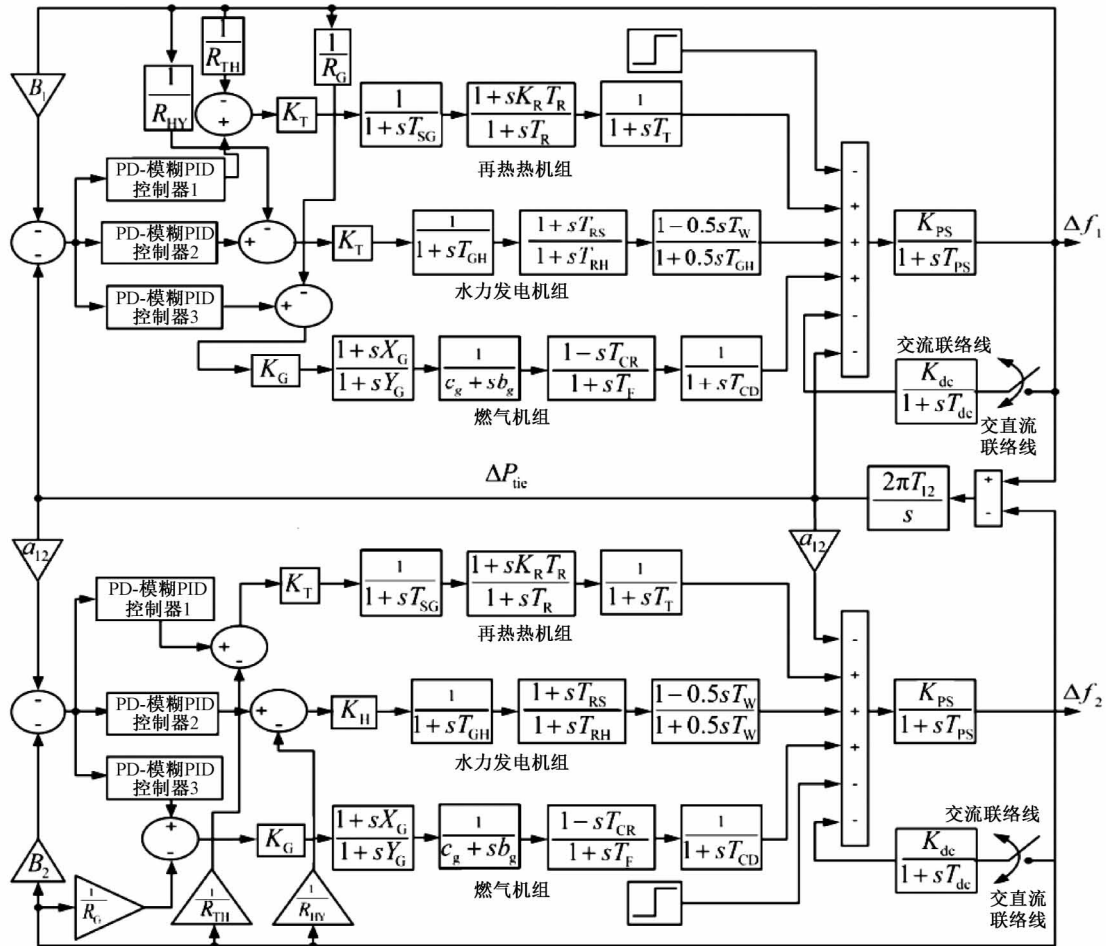 1
R_TH
1
R_G
1
R_HY
B_1
-
+
K_T
1
1+sT_SG
1+sK_R T_R
1+sT_R
1
1+sT_T
再热热机组
PD-模糊PID
控制器1
-
-
PD-模糊PID
控制器2
+
-
K_T
1
1+sT_GH
1+sT_RS
1+sT_RH
1-0.5sT_W
1+0.5sT_GH
水力发电机组
PD-模糊PID
控制器3
+
-
K_G
1+sX_G
1+sY_G
1
c_g+sb_g
1-sT_CR
1+sT_F
1
1+sT_CD
燃气机组
-
+
+
+
-
-
K_PS
1+sT_PS
Δf_1
交流联络线
K_dc
1+sT_dc
交直流
联络线
ΔP_tie
2πT_12
s
+
-
a_12
a_12
PD-模糊PID
控制器1
+
-
K_T
1
1+sT_SG
1+sK_R T_R
1+sT_R
1
1+sT_T
再热热机组
-
-
PD-模糊PID
控制器2
+
-
K_H
1
1+sT_GH
1+sT_RS
1+sT_RH
1-0.5sT_W
1+0.5sT_W
水力发电机组
PD-模糊PID
控制器3
+
-
K_G
1+sX_G
1+sY_G
1
c_g+sb_g
1-sT_CR
1+sT_F
1
1+sT_CD
燃气机组
-
+
+
+
-
-
K_PS
1+sT_PS
Δf_2
交流联络线
K_dc
1+sT_dc
交直流
联络线
B_2
1
R_G
1
R_TH
1
R_HY